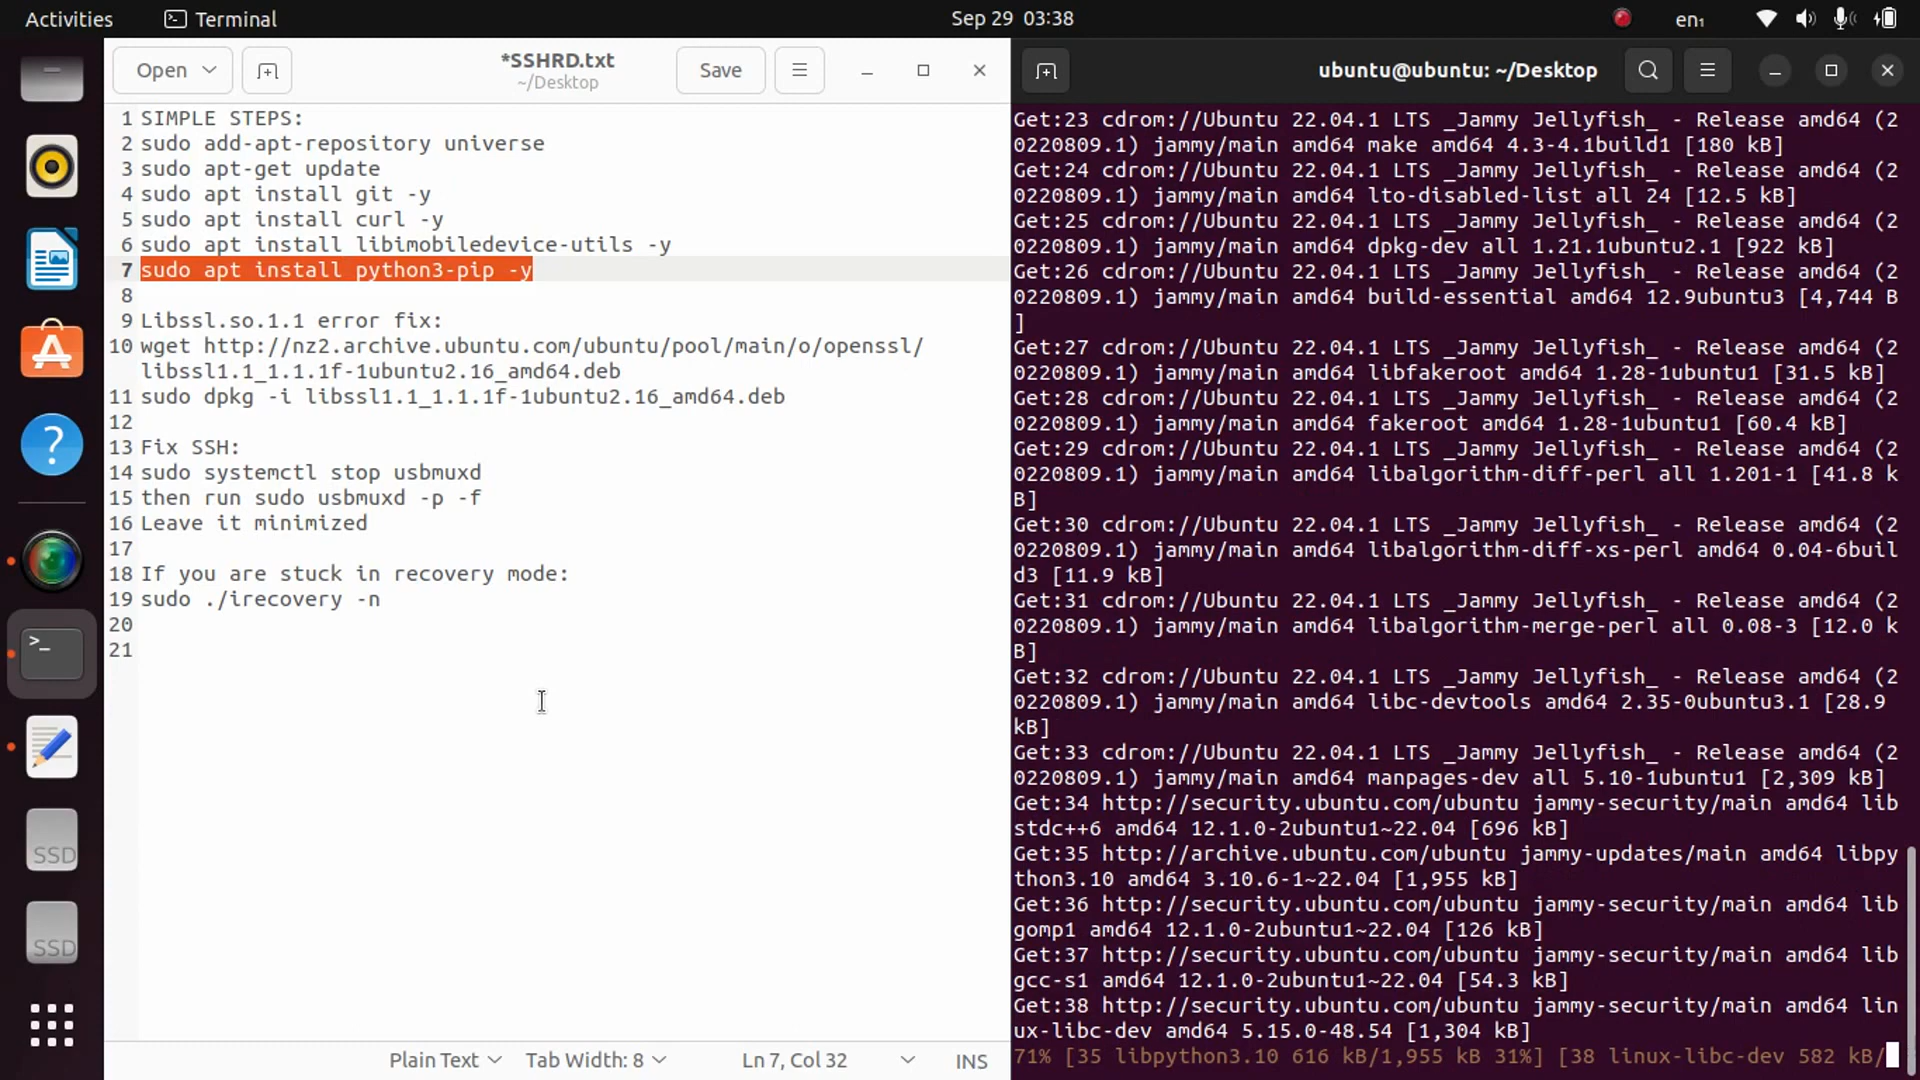 Activities
Terminal
Sep 29 03:38
en₁
Open
*SSHRD.txt
~/Desktop
Save
1 SIMPLE STEPS:
2 sudo add-apt-repository universe
3 sudo apt-get update
4 sudo apt install git -y
5 sudo apt install curl -y
6 sudo apt install libimobiledevice-utils -y
7 sudo apt install python3-pip -y
8
9 Libssl.so.1.1 error fix:
10 wget http://nz2.archive.ubuntu.com/ubuntu/pool/main/o/openssl/
libssl1.1_1.1.1f-1ubuntu2.16_amd64.deb
11 sudo dpkg -i libssl1.1_1.1.1f-1ubuntu2.16_amd64.deb
12
13 Fix SSH:
14 sudo systemctl stop usbmuxd
15 then run sudo usbmuxd -p -f
16 Leave it minimized
17
18 If you are stuck in recovery mode:
19 sudo ./irecovery -n
20
21
SSD
SSD
Plain Text
Tab Width: 8
Ln 7, Col 32
INS
ubuntu@ubuntu: ~/Desktop
Get:23 cdrom://Ubuntu 22.04.1 LTS _Jammy Jellyfish_ - Release amd64 (2
0220809.1) jammy/main amd64 make amd64 4.3-4.1build1 [180 kB]
Get:24 cdrom://Ubuntu 22.04.1 LTS _Jammy Jellyfish_ - Release amd64 (2
0220809.1) jammy/main amd64 lto-disabled-list all 24 [12.5 kB]
Get:25 cdrom://Ubuntu 22.04.1 LTS _Jammy Jellyfish_ - Release amd64 (2
0220809.1) jammy/main amd64 dpkg-dev all 1.21.1ubuntu2.1 [922 kB]
Get:26 cdrom://Ubuntu 22.04.1 LTS _Jammy Jellyfish_ - Release amd64 (2
0220809.1) jammy/main amd64 build-essential amd64 12.9ubuntu3 [4,744 B
]
Get:27 cdrom://Ubuntu 22.04.1 LTS _Jammy Jellyfish_ - Release amd64 (2
0220809.1) jammy/main amd64 libfakeroot amd64 1.28-1ubuntu1 [31.5 kB]
Get:28 cdrom://Ubuntu 22.04.1 LTS _Jammy Jellyfish_ - Release amd64 (2
0220809.1) jammy/main amd64 fakeroot amd64 1.28-1ubuntu1 [60.4 kB]
Get:29 cdrom://Ubuntu 22.04.1 LTS _Jammy Jellyfish_ - Release amd64 (2
0220809.1) jammy/main amd64 libalgorithm-diff-perl all 1.201-1 [41.8 k
B]
Get:30 cdrom://Ubuntu 22.04.1 LTS _Jammy Jellyfish_ - Release amd64 (2
0220809.1) jammy/main amd64 libalgorithm-diff-xs-perl amd64 0.04-6buil
d3 [11.9 kB]
Get:31 cdrom://Ubuntu 22.04.1 LTS _Jammy Jellyfish_ - Release amd64 (2
0220809.1) jammy/main amd64 libalgorithm-merge-perl all 0.08-3 [12.0 k
B]
Get:32 cdrom://Ubuntu 22.04.1 LTS _Jammy Jellyfish_ - Release amd64 (2
0220809.1) jammy/main amd64 libc-devtools amd64 2.35-0ubuntu3.1 [28.9
kB]
Get:33 cdrom://Ubuntu 22.04.1 LTS _Jammy Jellyfish_ - Release amd64 (2
0220809.1) jammy/main amd64 manpages-dev all 5.10-1ubuntu1 [2,309 kB]
Get:34 http://security.ubuntu.com/ubuntu jammy-security/main amd64 lib
stdc++6 amd64 12.1.0-2ubuntu1~22.04 [696 kB]
Get:35 http://archive.ubuntu.com/ubuntu jammy-updates/main amd64 libpy
thon3.10 amd64 3.10.6-1~22.04 [1,955 kB]
Get:36 http://security.ubuntu.com/ubuntu jammy-security/main amd64 lib
gomp1 amd64 12.1.0-2ubuntu1~22.04 [126 kB]
Get:37 http://security.ubuntu.com/ubuntu jammy-security/main amd64 lib
gcc-s1 amd64 12.1.0-2ubuntu1~22.04 [54.3 kB]
Get:38 http://security.ubuntu.com/ubuntu jammy-security/main amd64 lin
ux-libc-dev amd64 5.15.0-48.54 [1,304 kB]
71% [35 libpython3.10 616 kB/1,955 kB 31%] [38 linux-libc-dev 582 kB/